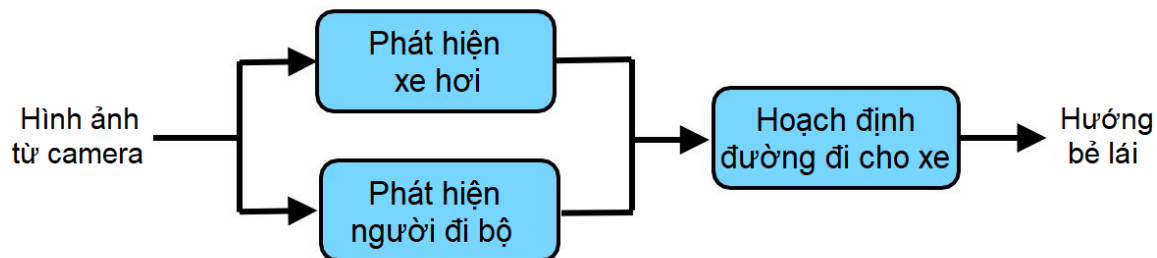 Hình ảnh
từ camera
Phát hiện
xe hơi
Phát hiện
người đi bộ
Hoạch định
đường đi cho xe
Hướng
bẻ lái